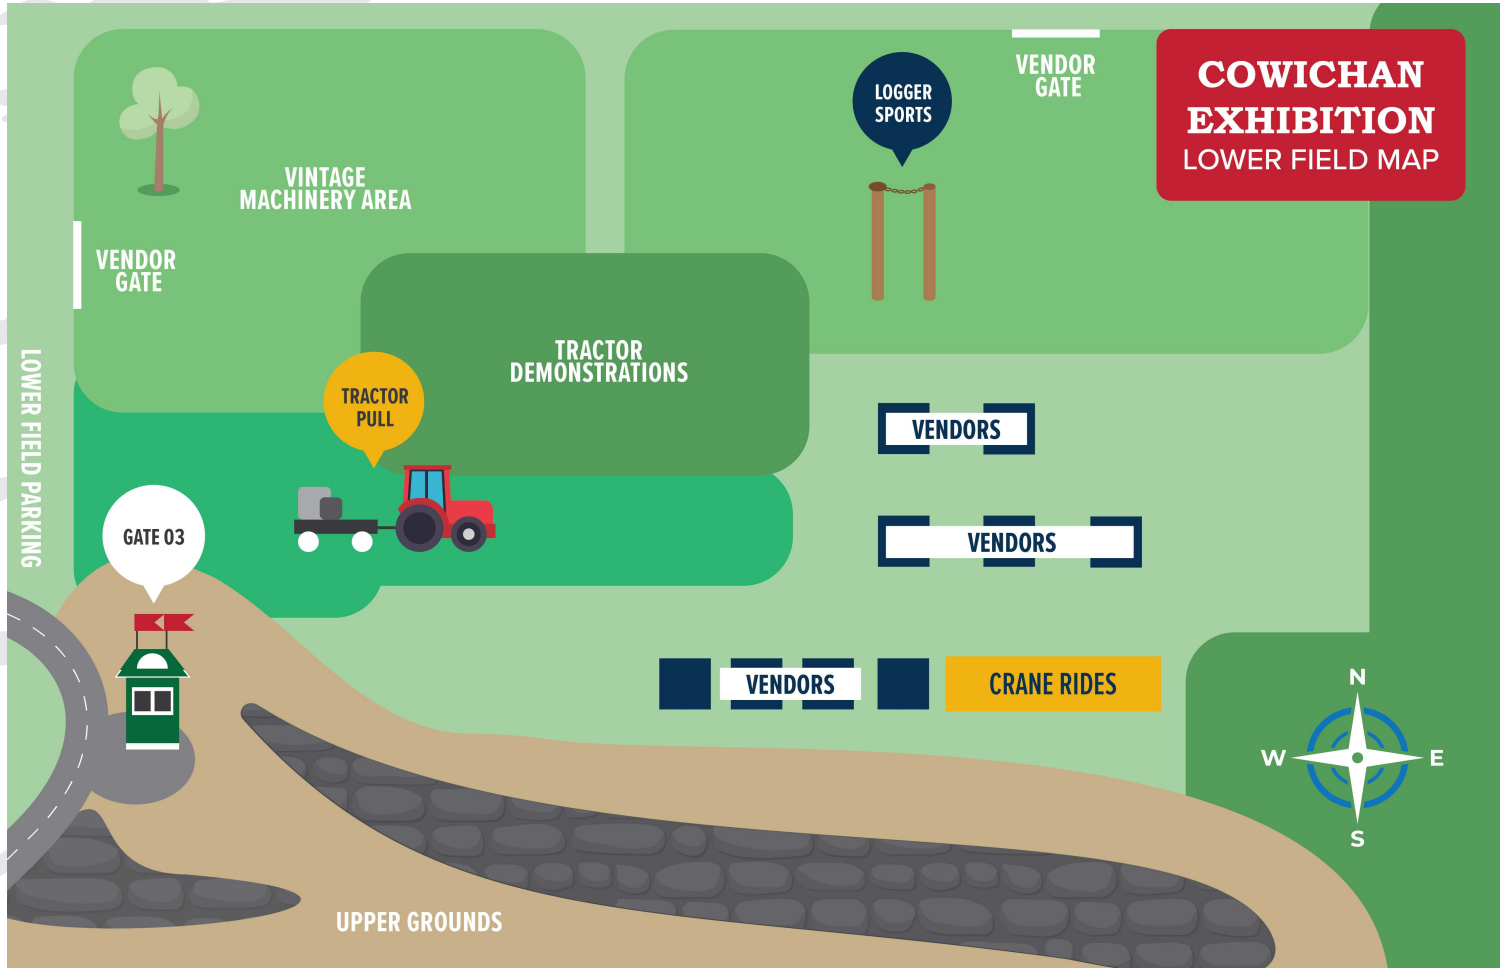 VENDOR
GATE
LOGGER
SPORTS
COWICHAN
EXHIBITION
LOWER FIELD MAP
VINTAGE
MACHINERY AREA
VENDOR
GATE
TRACTOR
DEMONSTRATIONS
LOWER FIELD PARKING
TRACTOR
PULL
VENDORS
GATE 03
VENDORS
VENDORS
CRANE RIDES
N
W
E
S
UPPER GROUNDS